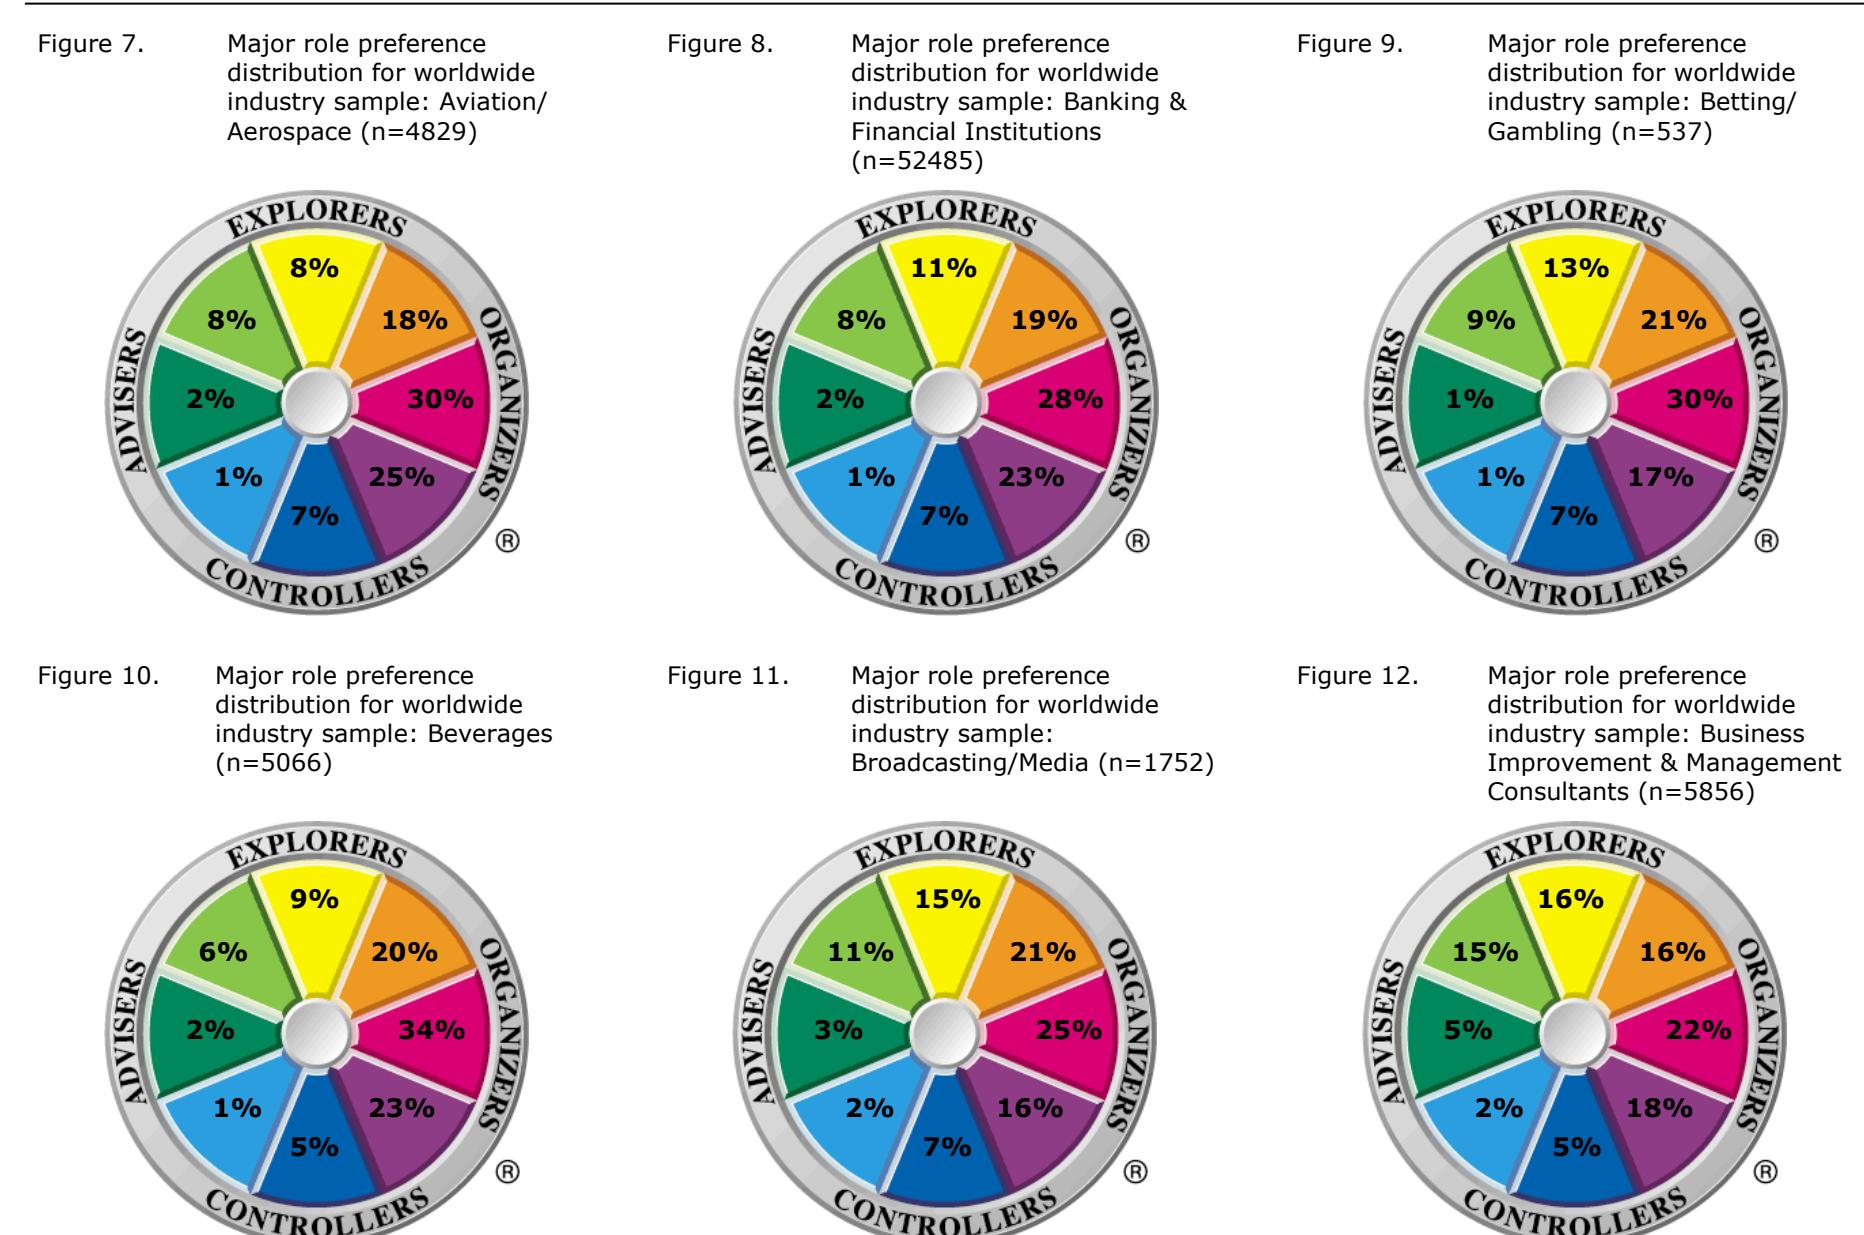 Figure 7.
Major role preference
distribution for worldwide
industry sample: Aviation/
Aerospace (n=4829)
EXPLORERS
ORGANIZERS
CONTROLLERS
ADVISERS
8%
18%
30%
25%
7%
1%
2%
8%
®
Figure 8.
Major role preference
distribution for worldwide
industry sample: Banking &
Financial Institutions
(n=52485)
EXPLORERS
ORGANIZERS
CONTROLLERS
ADVISERS
11%
19%
28%
23%
7%
1%
2%
8%
®
Figure 9.
Major role preference
distribution for worldwide
industry sample: Betting/
Gambling (n=537)
EXPLORERS
ORGANIZERS
CONTROLLERS
ADVISERS
13%
21%
30%
17%
7%
1%
1%
9%
®
Figure 10.
Major role preference
distribution for worldwide
industry sample: Beverages
(n=5066)
EXPLORERS
ORGANIZERS
CONTROLLERS
ADVISERS
9%
20%
34%
23%
5%
1%
2%
6%
®
Figure 11.
Major role preference
distribution for worldwide
industry sample:
Broadcasting/Media (n=1752)
EXPLORERS
ORGANIZERS
CONTROLLERS
ADVISERS
15%
21%
25%
16%
7%
2%
3%
11%
®
Figure 12.
Major role preference
distribution for worldwide
industry sample: Business
Improvement & Management
Consultants (n=5856)
EXPLORERS
ORGANIZERS
CONTROLLERS
ADVISERS
16%
16%
22%
18%
5%
2%
5%
15%
®